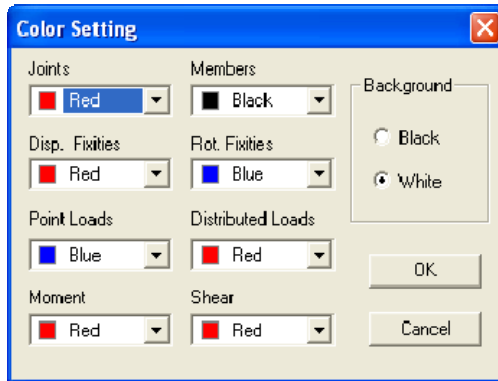 Color Setting
Joints Members
Red Black
Background
Disp. Fixities Rot. Fixities
Black
Red Blue
White
Point Loads Distributed Loads
Blue Red
OK
Moment Shear
Red Red
Cancel